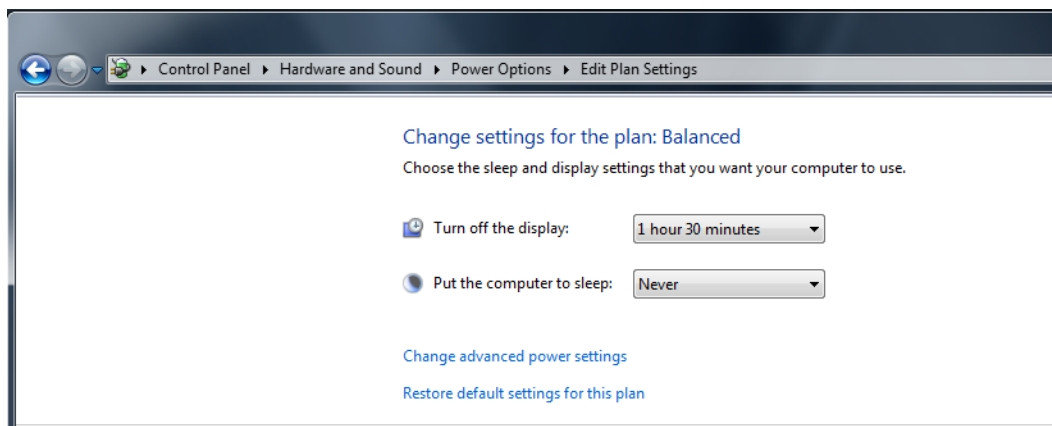 Control Panel Hardware and Sound Power Options Edit Plan Settings
Change settings for the plan: Balanced
Choose the sleep and display settings that you want your computer to use.
Turn off the display: 1 hour 30 minutes
Put the computer to sleep: Never
Change advanced power settings
Restore default settings for this plan